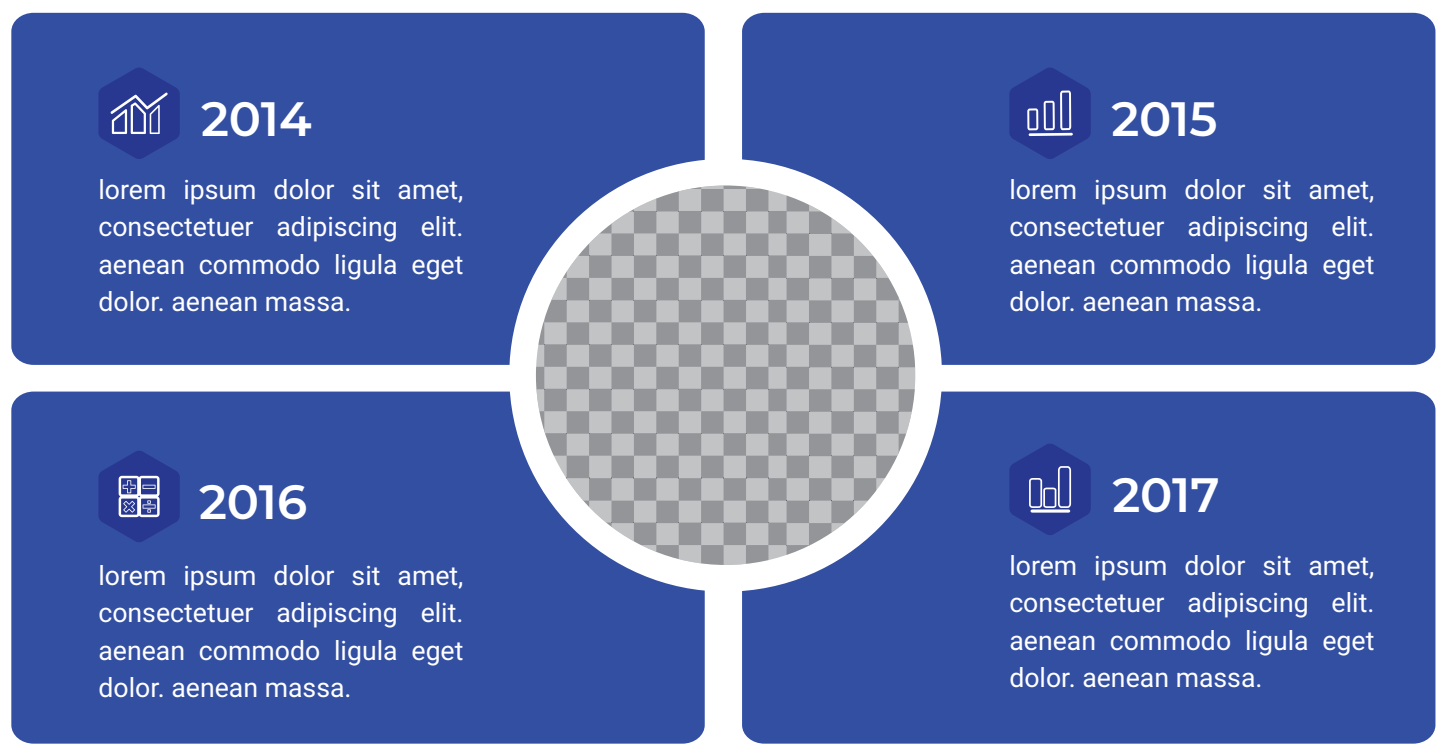 2014
lorem ipsum dolor sit amet,
consectetuer adipiscing elit.
aenean commodo ligula eget
dolor. aenean massa.
2015
lorem ipsum dolor sit amet,
consectetuer adipiscing elit.
aenean commodo ligula eget
dolor. aenean massa.
2016
lorem ipsum dolor sit amet,
consectetuer adipiscing elit.
aenean commodo ligula eget
dolor. aenean massa.
2017
lorem ipsum dolor sit amet,
consectetuer adipiscing elit.
aenean commodo ligula eget
dolor. aenean massa.